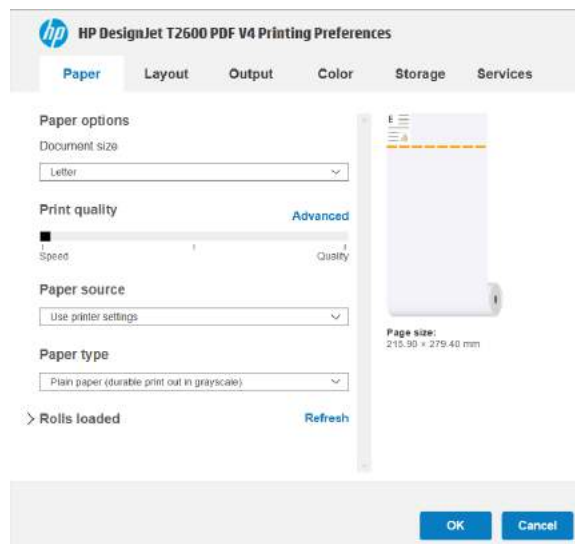 hp HP DesignJet T2600 PDF V4 Printing Preferences
Paper Layout Output Color Storage Services
Paper options
Document size
Letter
Print quality Advanced
Speed Quality
Paper source
Use printer settings
Paper type
Plain paper (durable print out in grayscale)
Rolls loaded Refresh
E
A
Page size:
215.90 × 279.40 mm
OK Cancel